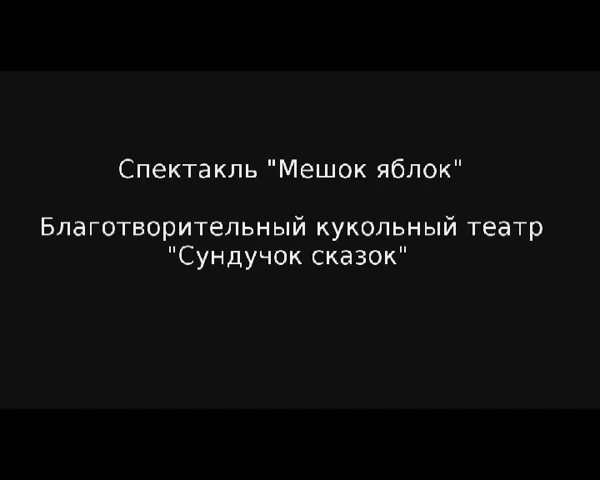 Спектакль "Мешок яблок"
Благотворительный кукольный театр
"Сундучок сказок"